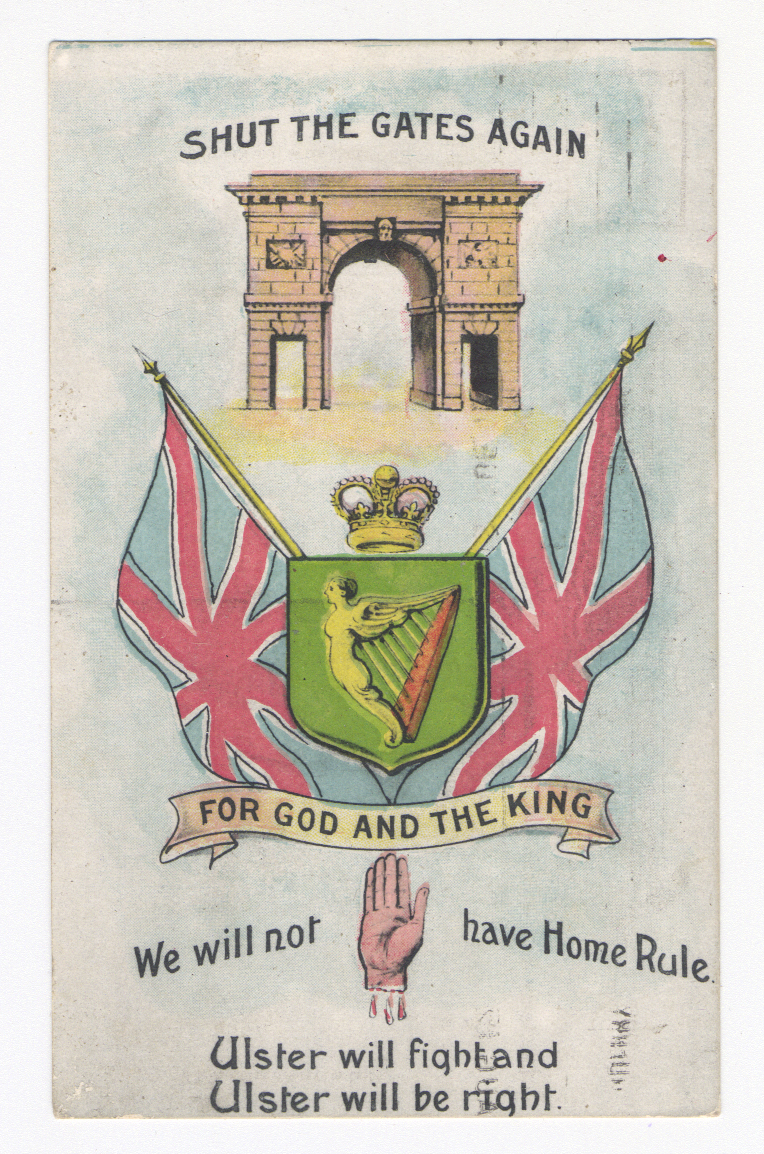 SHUT THE GATES AGAIN
FOR GOD AND THE KING
We will not have Home Rule.
Ulster will fight and
Ulster will be right.